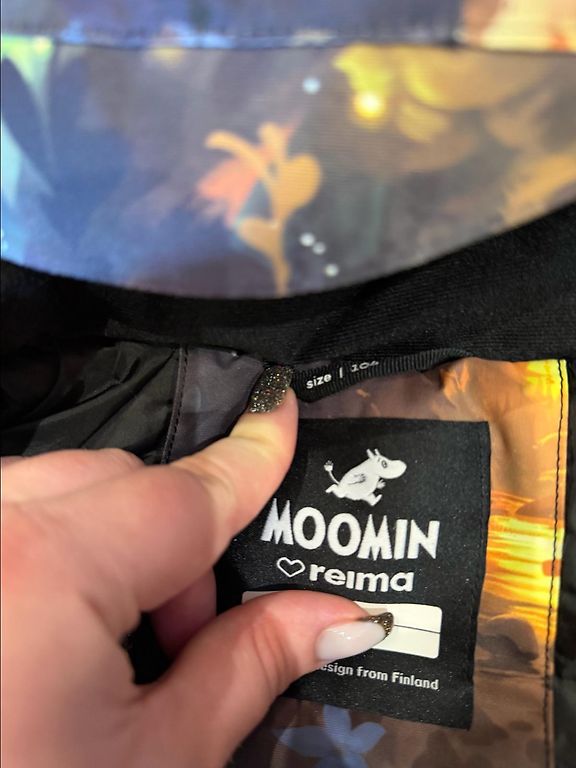 size | 104
MOOMIN
♡ reima
esign from Finland